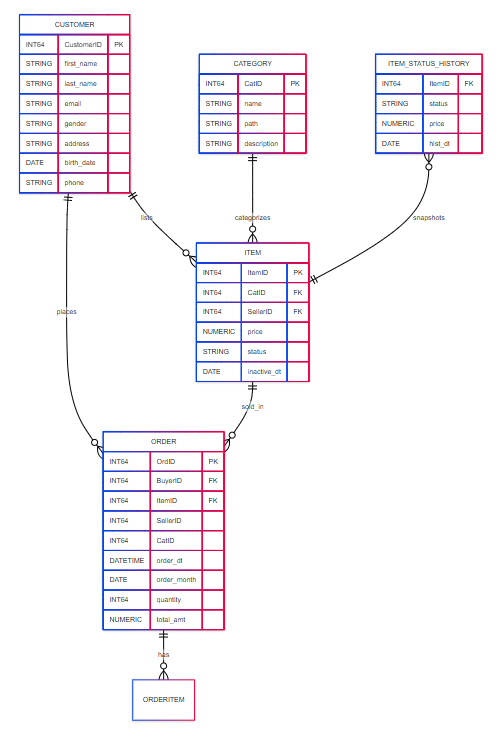 CUSTOMER
INT64 CustomerID PK
STRING first_name
STRING last_name
STRING email
STRING gender
STRING address
DATE birth_date
STRING phone
CATEGORY
INT64 CatID PK
STRING name
STRING path
STRING description
ITEM_STATUS_HISTORY
INT64 ItemID FK
STRING status
NUMERIC price
DATE hist_dt
lists
categorizes
snapshots
ITEM
INT64 ItemID PK
INT64 CatID FK
INT64 SellerID FK
NUMERIC price
STRING status
DATE inactive_dt
places
sold_in
ORDER
INT64 OrdID PK
INT64 BuyerID FK
INT64 ItemID FK
INT64 SellerID
INT64 CatID
DATETIME order_dt
DATE order_month
INT64 quantity
NUMERIC total_amt
has
ORDERITEM